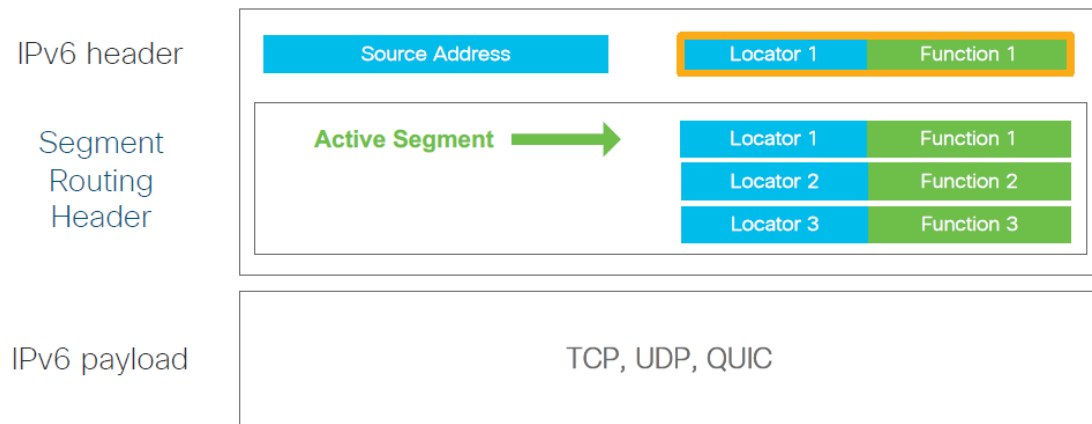 IPv6 header
Source Address
Locator 1
Function 1
Segment
Routing
Header
Active Segment
Locator 1
Function 1
Locator 2
Function 2
Locator 3
Function 3
IPv6 payload
TCP, UDP, QUIC